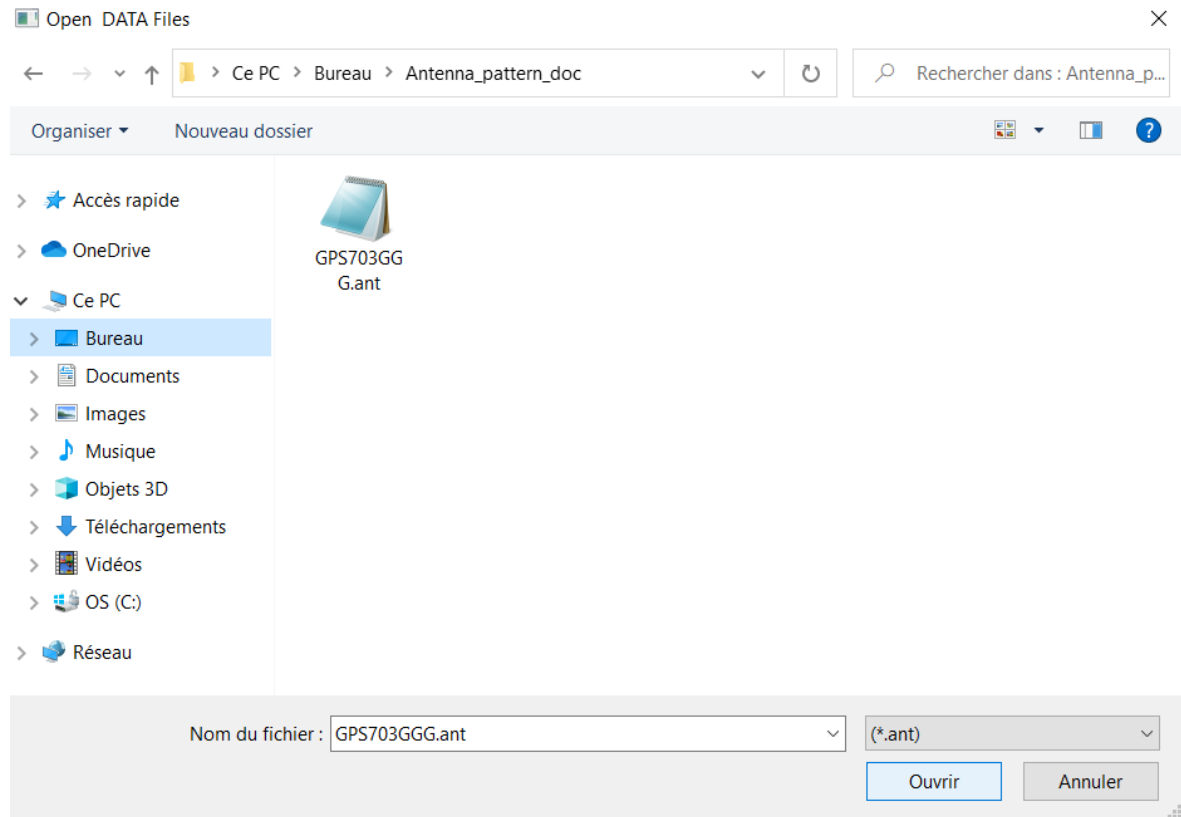 Open  DATA Files
Ce PC > Bureau > Antenna_pattern_doc
Rechercher dans : Antenna_p...
Organiser
Nouveau dossier
?
Accès rapide
OneDrive
Ce PC
Bureau
Documents
Images
Musique
Objets 3D
Téléchargements
Vidéos
OS (C:)
Réseau
GPS703GG
G.ant
Nom du fichier : GPS703GGG.ant
(*.ant)
Ouvrir
Annuler